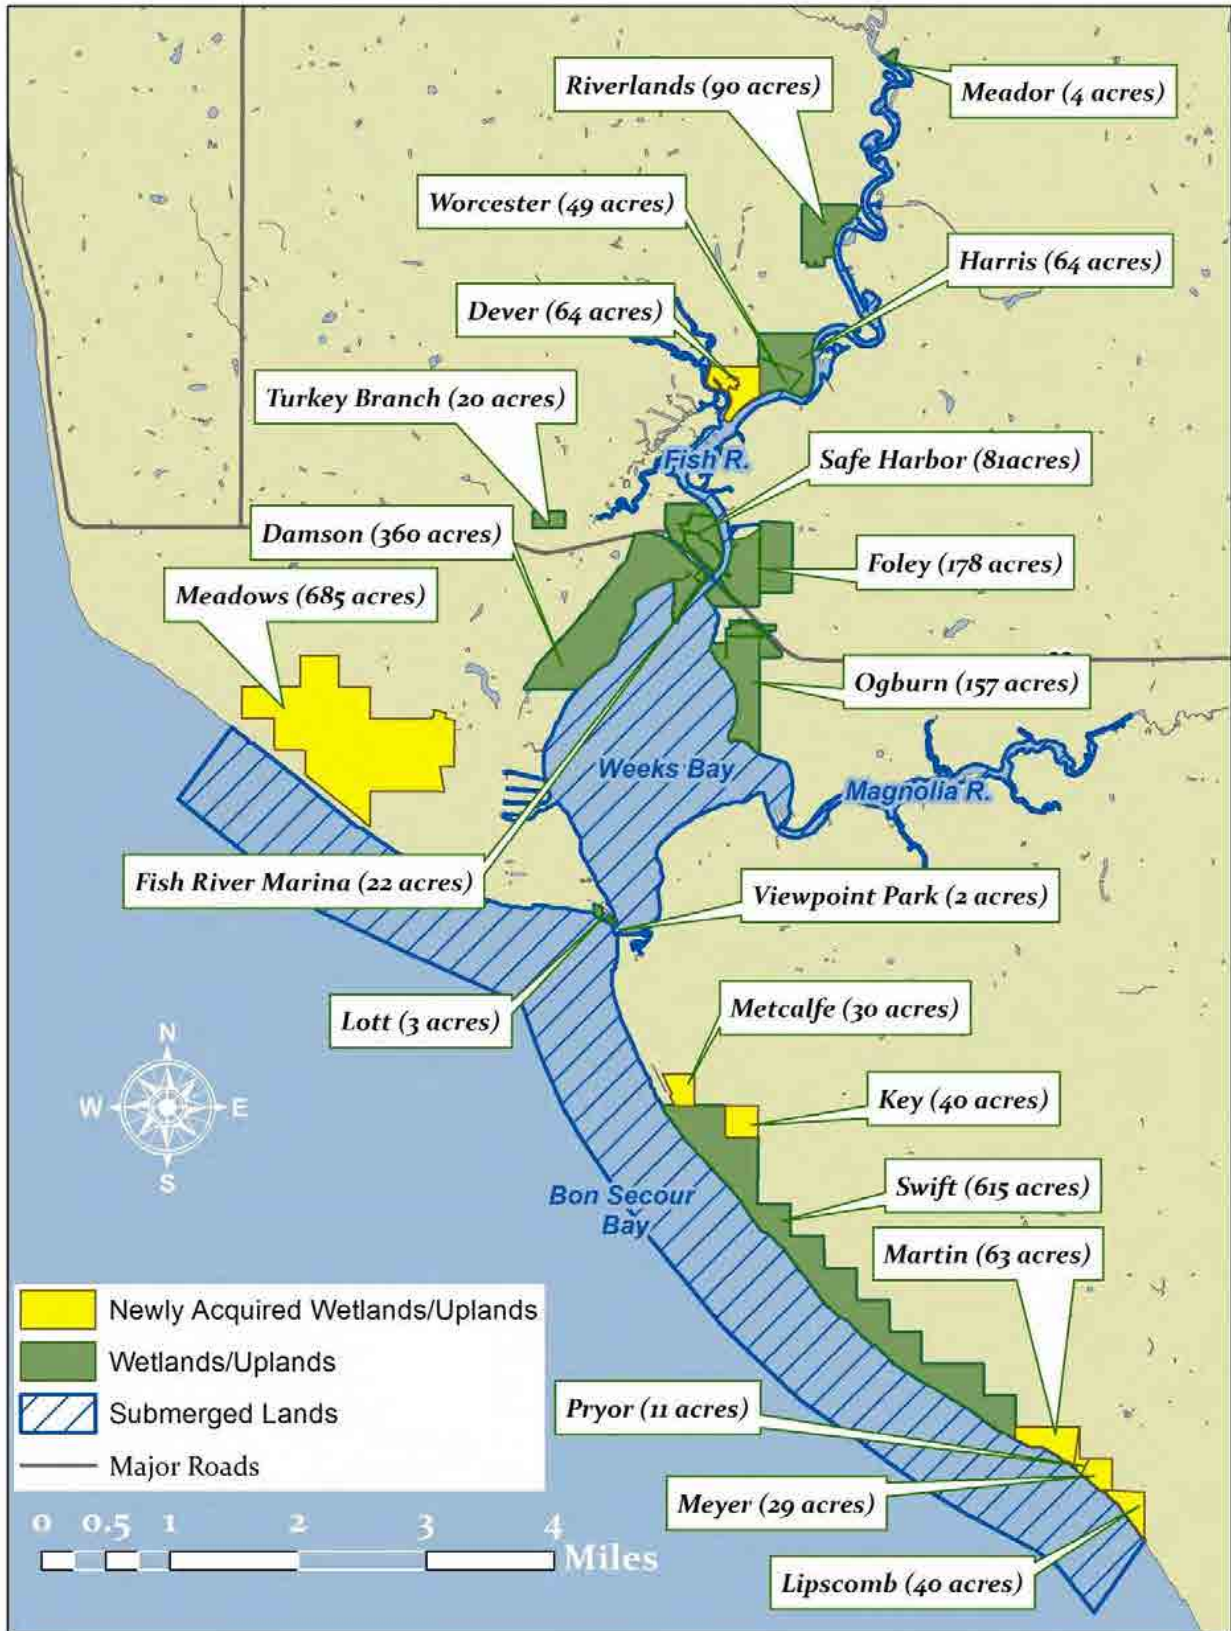 Riverlands (90 acres)
Meador (4 acres)
Worcester (49 acres)
Harris (64 acres)
Dever (64 acres)
Turkey Branch (20 acres)
Fish R.
Safe Harbor (81acres)
Damson (360 acres)
Foley (178 acres)
Meadows (685 acres)
Ogburn (157 acres)
Weeks Bay
Magnolia R.
Fish River Marina (22 acres)
Viewpoint Park (2 acres)
Lott (3 acres)
Metcalfe (30 acres)
N
W
E
S
Key (40 acres)
Swift (615 acres)
Bon Secour
Bay
Martin (63 acres)
Newly Acquired Wetlands/Uplands
Wetlands/Uplands
Submerged Lands
Major Roads
Pryor (11 acres)
Meyer (29 acres)
Lipscomb (40 acres)
0 0.5 1 2 3 4
Miles